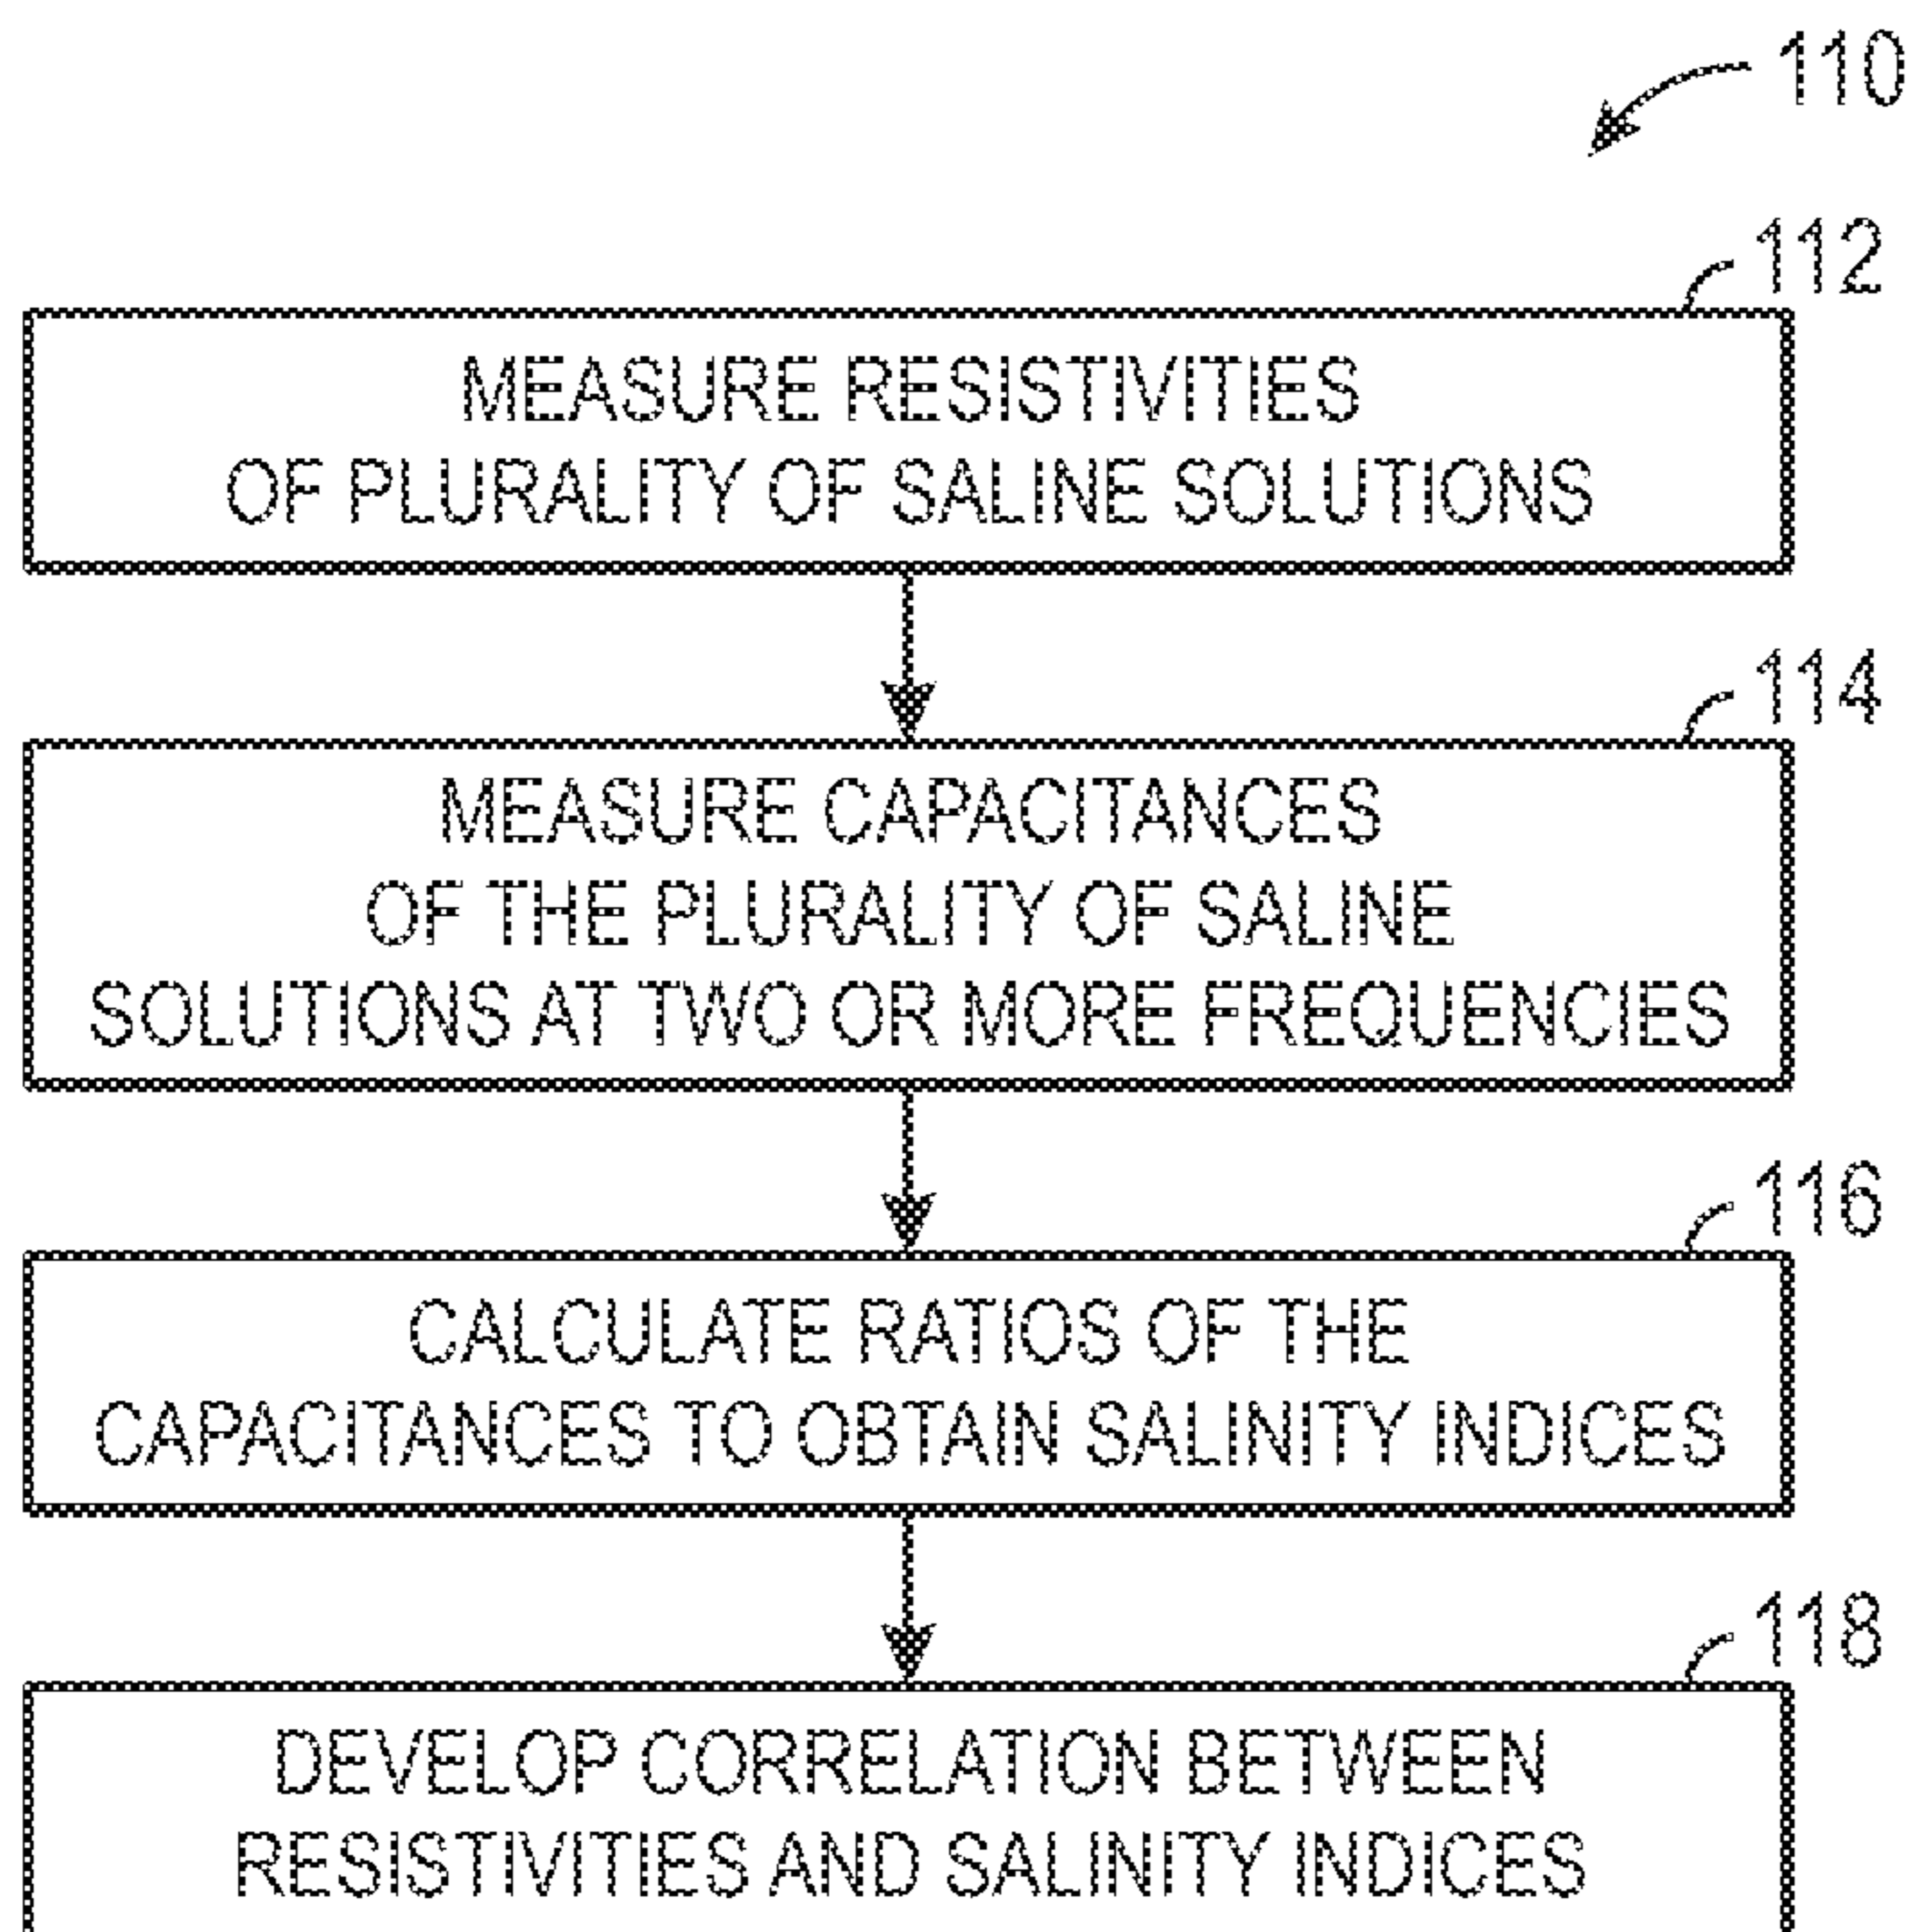 110
112
MEASURE RESISTIVITIES
OF PLURALITY OF SALINE SOLUTIONS
114
MEASURE CAPACITANCES
OF THE PLURALITY OF SALINE
SOLUTIONS AT TWO OR MORE FREQUENCIES
116
CALCULATE RATIOS OF THE
CAPACITANCES TO OBTAIN SALINITY INDICES
118
DEVELOP CORRELATION BETWEEN
RESISTIVITIES AND SALINITY INDICES